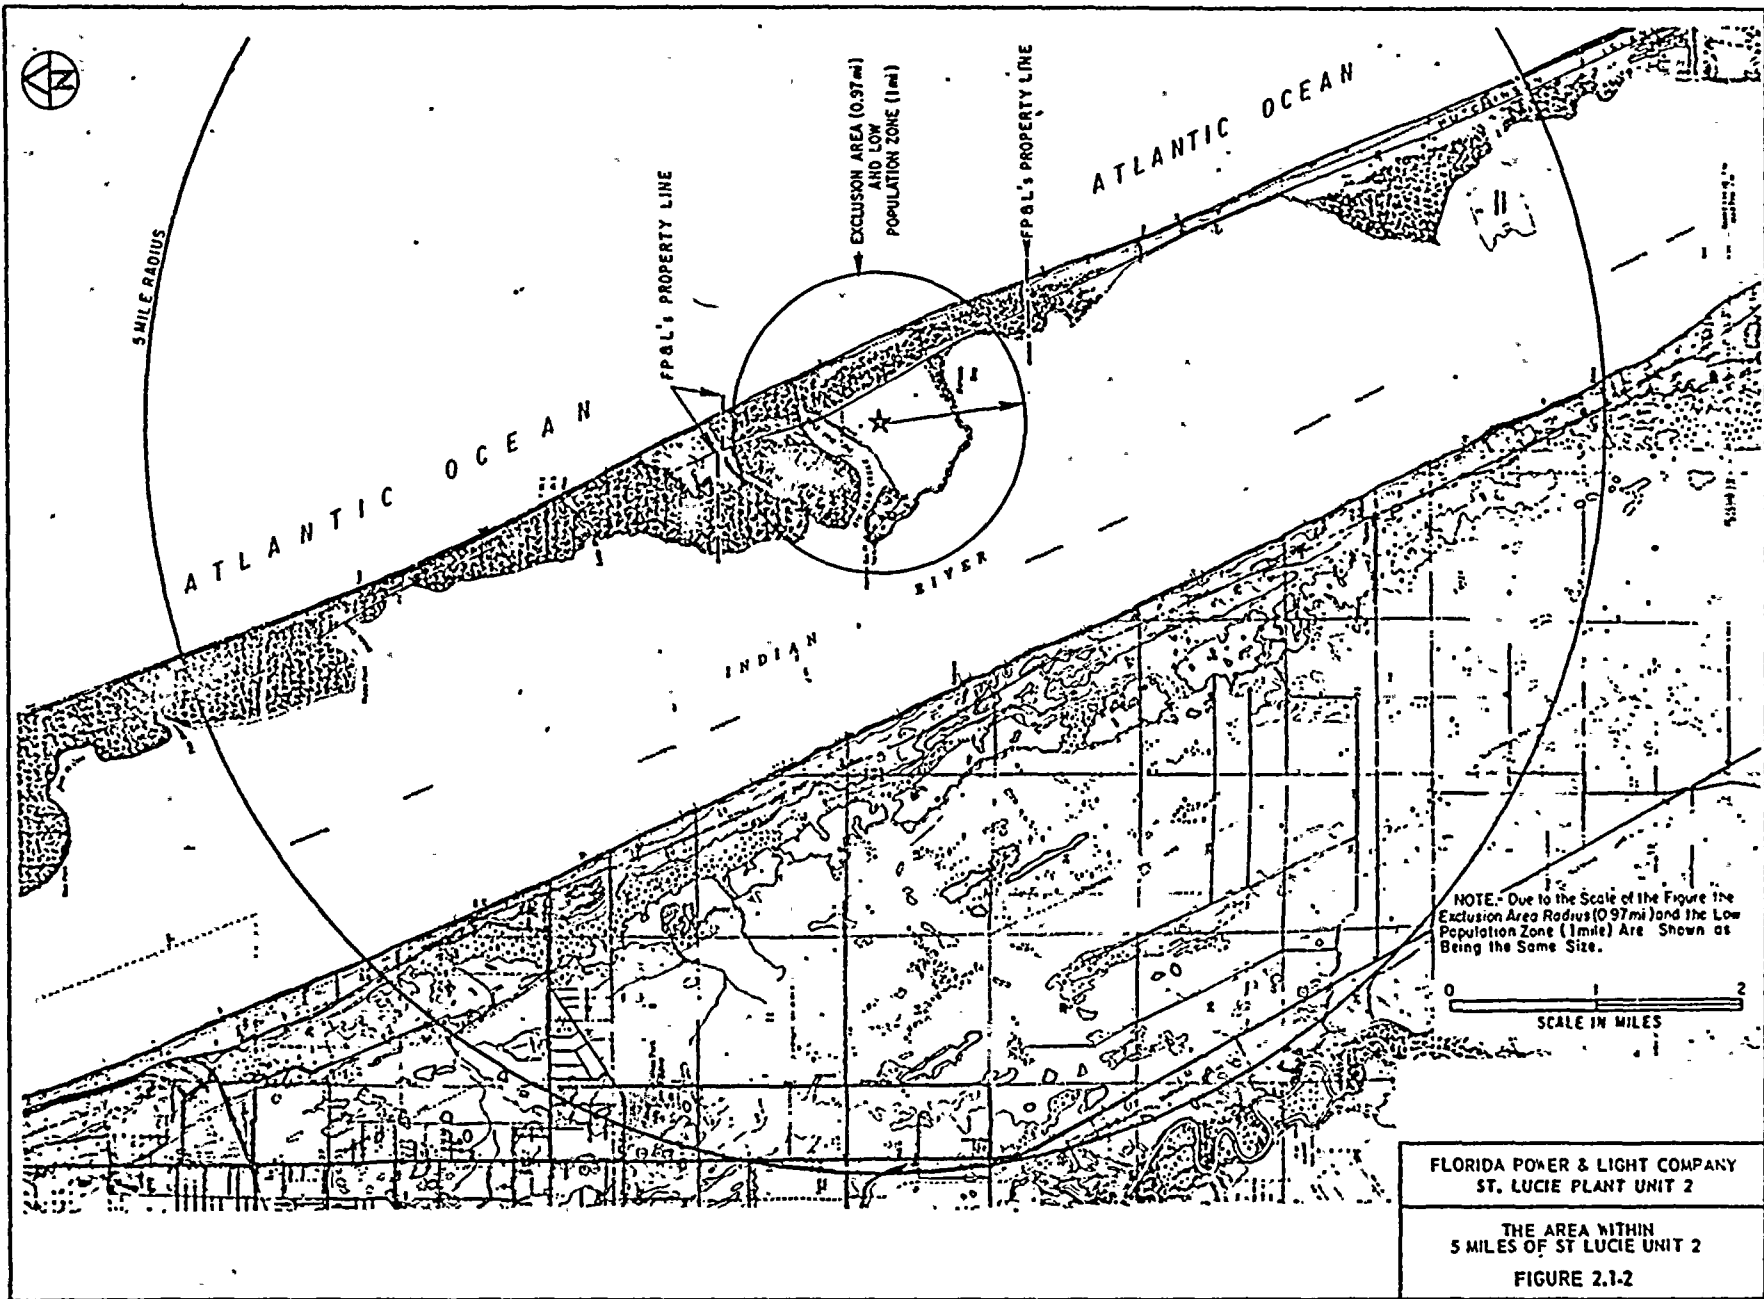 N
5 MILE RADIUS
EXCLUSION AREA (0.97mi)
AND LOW
POPULATION ZONE (1mi)
FP&L's PROPERTY LINE
FP&L's PROPERTY LINE
ATLANTIC OCEAN
ATLANTIC OCEAN
INDIAN RIVER
NOTE.- Due to the Scale of the Figure the
Exclusion Area Radius (0.97mi) and the Low
Population Zone (1mile) Are Shown as
Being the Same Size.
0 1 2
SCALE IN MILES
FLORIDA POWER & LIGHT COMPANY
ST. LUCIE PLANT UNIT 2
THE AREA WITHIN
5 MILES OF ST LUCIE UNIT 2
FIGURE 2.1-2